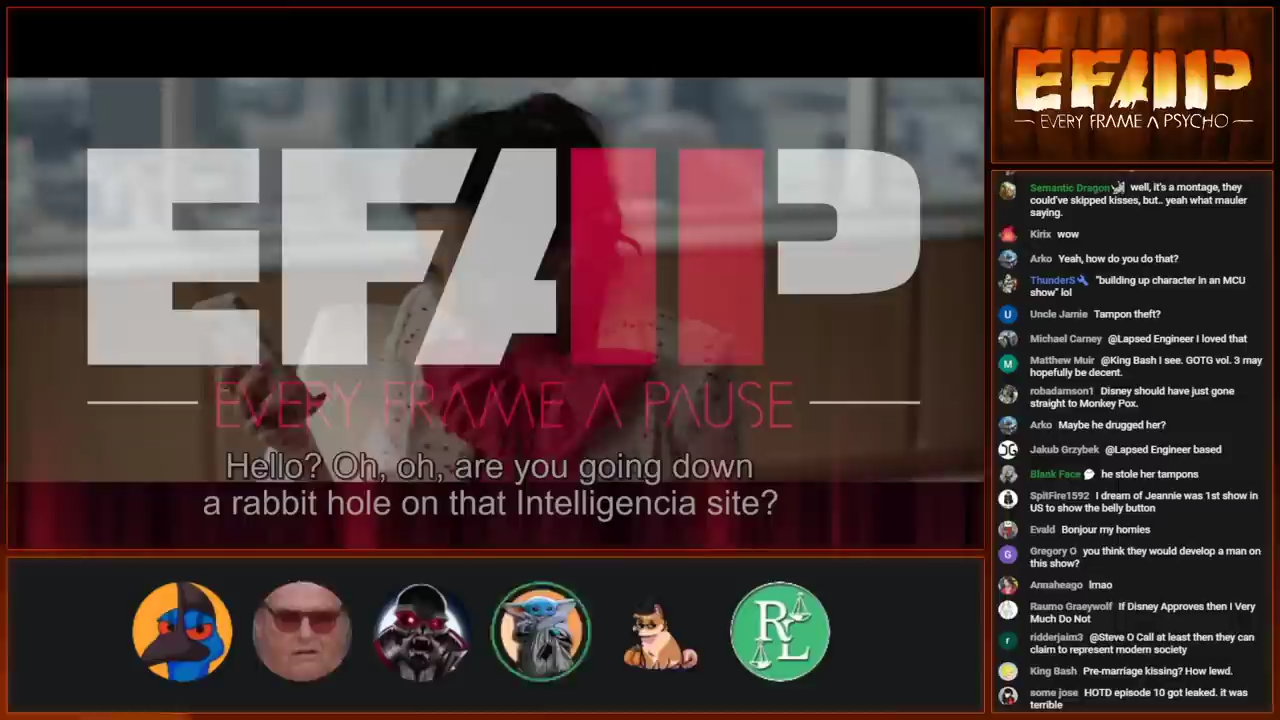 EFAP
EVERY FRAME A PAUSE
Hello? Oh, oh, are you going down
a rabbit hole on that Intelligencia site?
RL
EFAP
EVERY FRAME A PSYCHO
Semantic Dragon well, it's a montage, they
could've skipped kisses, but.. yeah what mauler
saying.
Kirix wow
Arko Yeah, how do you do that?
ThunderS "building up character in an MCU
show" lol
Uncle Jamie Tampon theft?
Michael Carney @Lapsed Engineer I loved that
Matthew Muir @King Bash I see. GOTG vol. 3 may
hopefully be decent.
robadamson1 Disney should have just gone
straight to Monkey Pox.
Arko Maybe he drugged her?
Jakub Grzybek @Lapsed Engineer based
Blank Face he stole her tampons
SpitFire1592 I dream of Jeannie was 1st show in
US to show the belly button
Evald Bonjour my homies
Gregory O you think they would develop a man on
this show?
Annaheago lmao
Raumo Graeywolf If Disney Approves then I Very
Much Do Not
ridderjaim3 @Steve O Call at least then they can
claim to represent modern society
King Bash Pre-marriage kissing? How lewd.
some jose HOTD episode 10 got leaked. it was
terrible